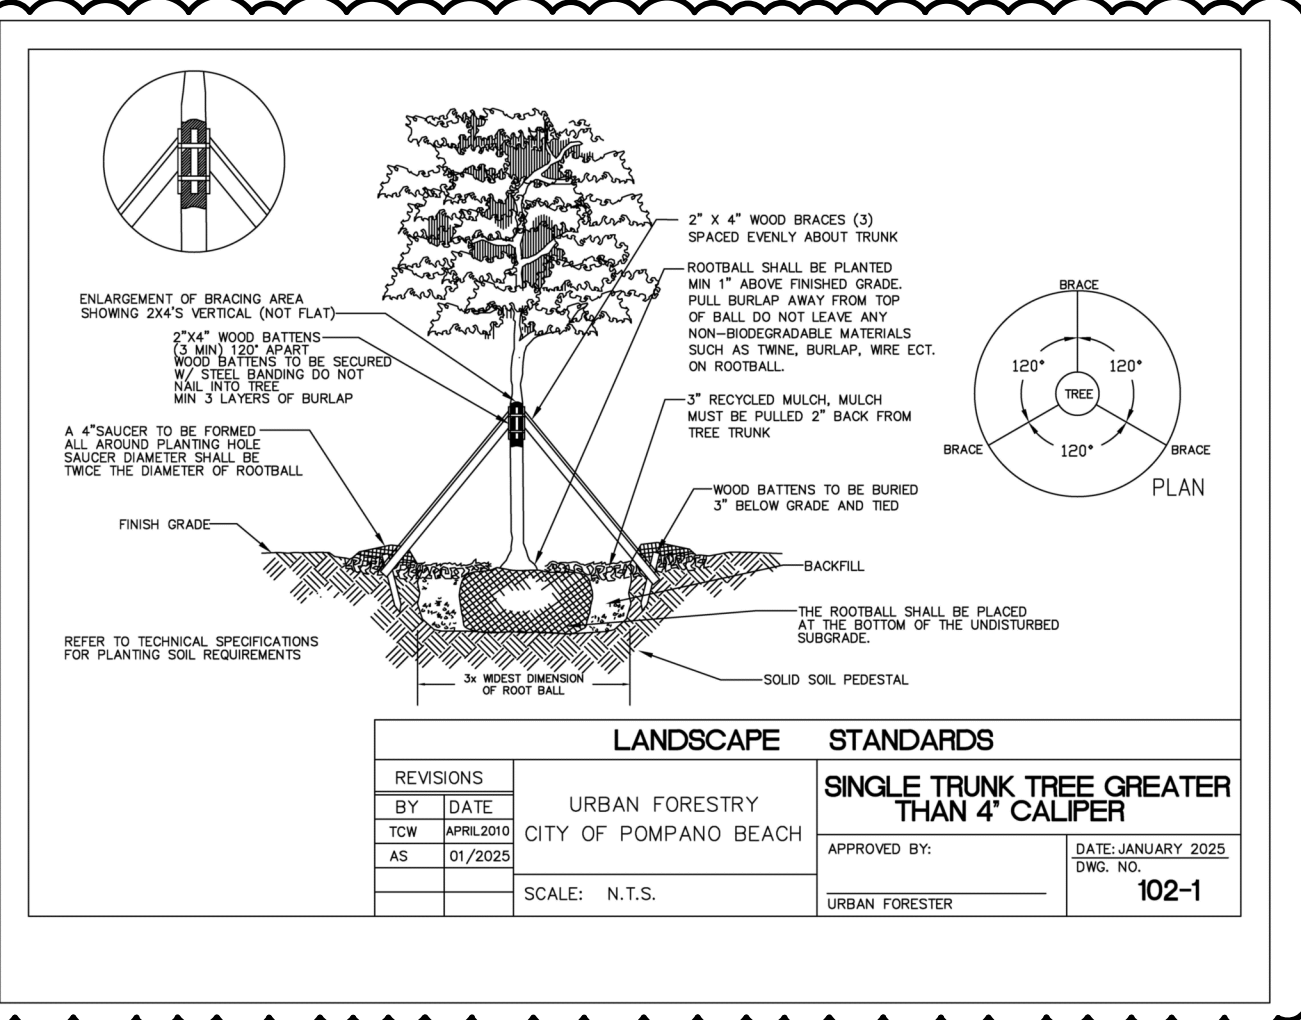 ENLARGEMENT OF BRACING AREA
SHOWING 2X4'S VERTICAL (NOT FLAT)
2"X4" WOOD BATTENS
(3 MIN) 120° APART
WOOD BATTENS TO BE SECURED
W/ STEEL BANDING DO NOT
NAIL INTO TREE
MIN 3 LAYERS OF BURLAP
A 4"SAUCER TO BE FORMED
ALL AROUND PLANTING HOLE
SAUCER DIAMETER SHALL BE
TWICE THE DIAMETER OF ROOTBALL
FINISH GRADE
REFER TO TECHNICAL SPECIFICATIONS
FOR PLANTING SOIL REQUIREMENTS
2" X 4" WOOD BRACES (3)
SPACED EVENLY ABOUT TRUNK
ROOTBALL SHALL BE PLANTED
MIN 1" ABOVE FINISHED GRADE.
PULL BURLAP AWAY FROM TOP
OF BALL DO NOT LEAVE ANY
NON-BIODEGRADABLE MATERIALS
SUCH AS TWINE, BURLAP, WIRE ECT.
ON ROOTBALL.
3" RECYCLED MULCH, MULCH
MUST BE PULLED 2" BACK FROM
TREE TRUNK
WOOD BATTENS TO BE BURIED
3" BELOW GRADE AND TIED
BACKFILL
THE ROOTBALL SHALL BE PLACED
AT THE BOTTOM OF THE UNDISTURBED
SUBGRADE.
SOLID SOIL PEDESTAL
3x WIDEST DIMENSION
OF ROOT BALL
BRACE
120° 120°
TREE
120°
BRACE BRACE
PLAN
LANDSCAPE STANDARDS
REVISIONS
BY DATE
TCW APRIL2010
AS 01/2025
URBAN FORESTRY
CITY OF POMPANO BEACH
SCALE: N.T.S.
SINGLE TRUNK TREE GREATER
THAN 4" CALIPER
APPROVED BY:
URBAN FORESTER
DATE: JANUARY 2025
DWG. NO.
102-1